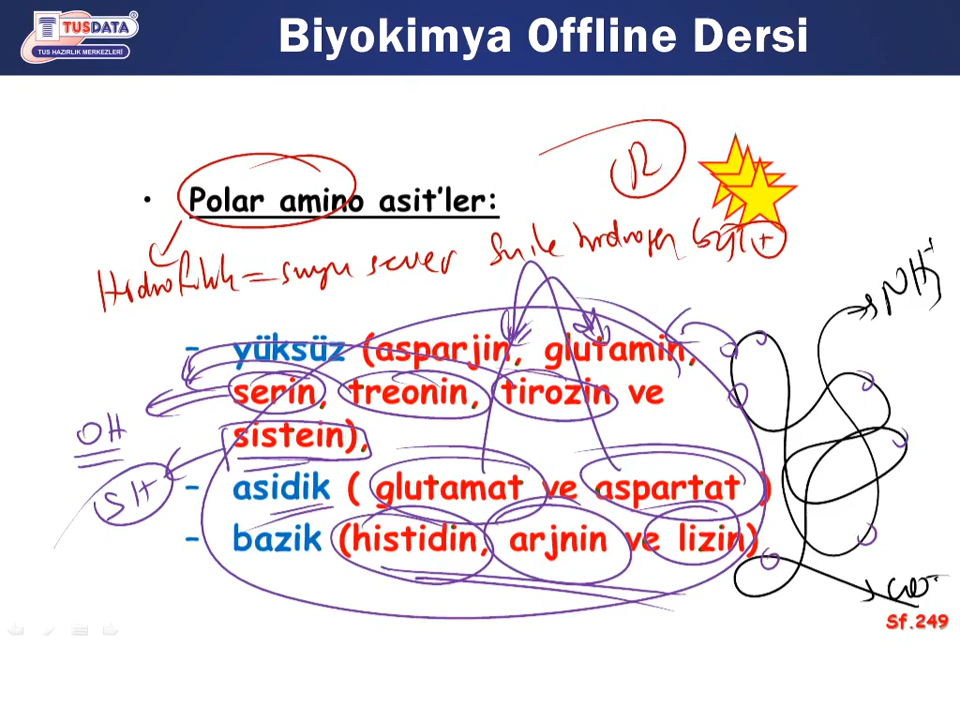 TUSDATA
TUS HAZIRLIK MERKEZLERİ
Biyokimya Offline Dersi
R
• Polar amino asit’ler:
Hidrofilik = suyu sever Su ile hidrojen bağı (+)
NH3+
– yüksüz (asparjin, glutamin,
serin, treonin, tirozin ve
sistein),
OH
SH
– asidik ( glutamat ve aspartat )
– bazik (histidin, arjnin ve lizin)
COO-
Sf.249